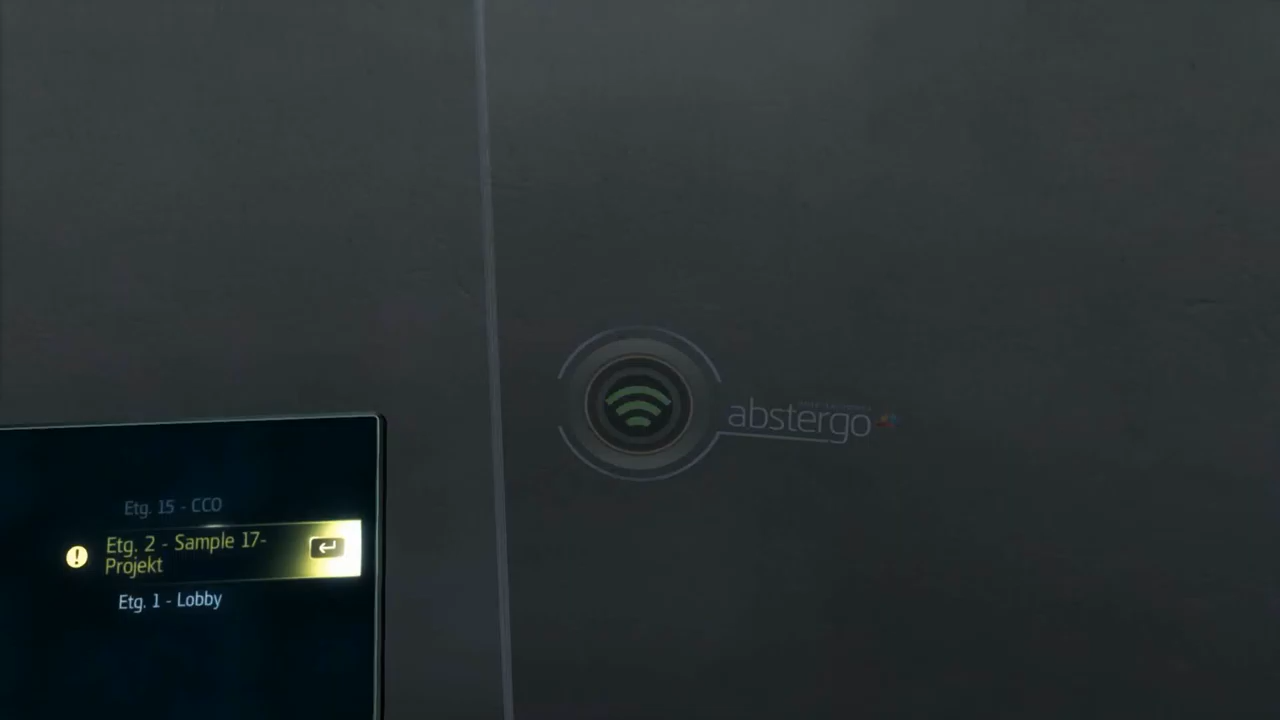 abstergo
Etg. 15 - CCO
Etg. 2 - Sample 17-
Projekt
Etg. 1 - Lobby